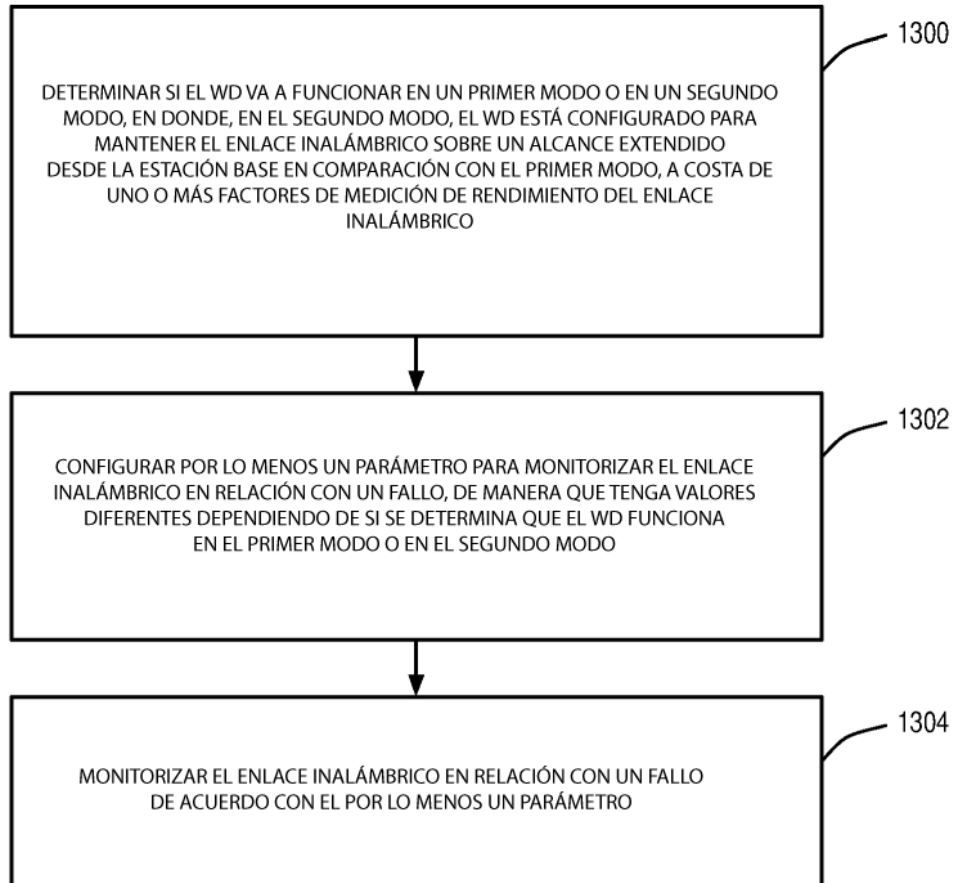 1300
DETERMINAR SI EL WD VA A FUNCIONAR EN UN PRIMER MODO O EN UN SEGUNDO
MODO, EN DONDE, EN EL SEGUNDO MODO, EL WD ESTÁ CONFIGURADO PARA
MANTENER EL ENLACE INALÁMBRICO SOBRE UN ALCANCE EXTENDIDO
DESDE LA ESTACIÓN BASE EN COMPARACIÓN CON EL PRIMER MODO, A COSTA DE
UNO O MÁS FACTORES DE MEDICIÓN DE RENDIMIENTO DEL ENLACE
INALÁMBRICO
1302
CONFIGURAR POR LO MENOS UN PARÁMETRO PARA MONITORIZAR EL ENLACE
INALÁMBRICO EN RELACIÓN CON UN FALLO, DE MANERA QUE TENGA VALORES
DIFERENTES DEPENDIENDO DE SI SE DETERMINA QUE EL WD FUNCIONA
EN EL PRIMER MODO O EN EL SEGUNDO MODO
1304
MONITORIZAR EL ENLACE INALÁMBRICO EN RELACIÓN CON UN FALLO
DE ACUERDO CON EL POR LO MENOS UN PARÁMETRO